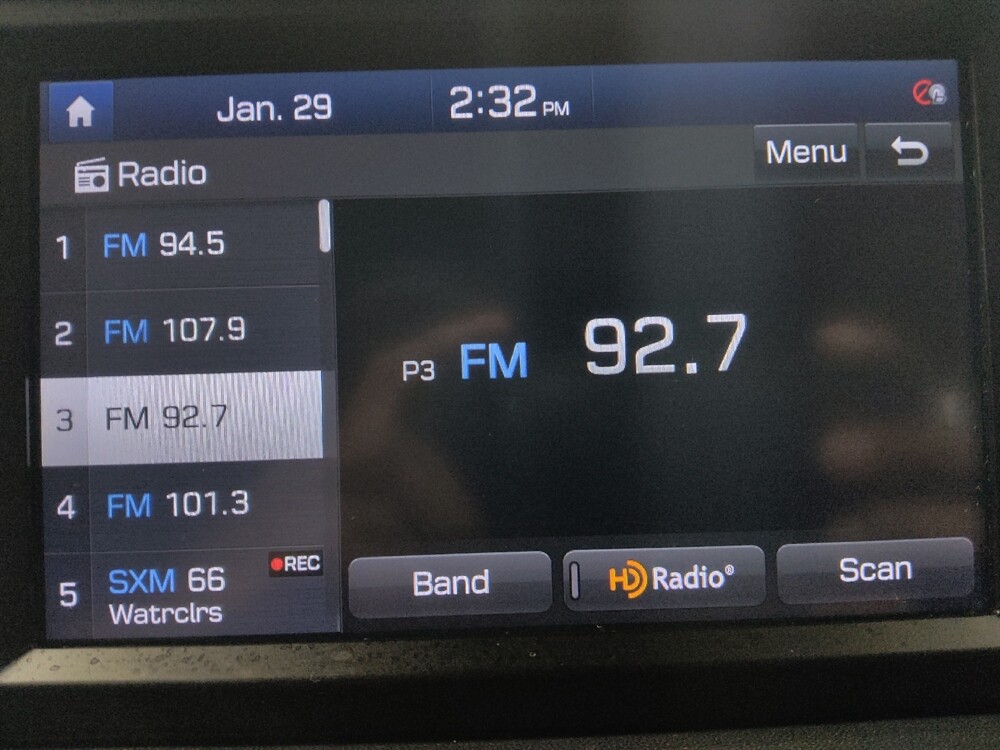 Jan. 29 2:32 PM
Radio
Menu
1 FM 94.5
2 FM 107.9
3 FM 92.7
4 FM 101.3
5 SXM 66 REC
Watrclrs
P3 FM 92.7
Band HD Radio® Scan